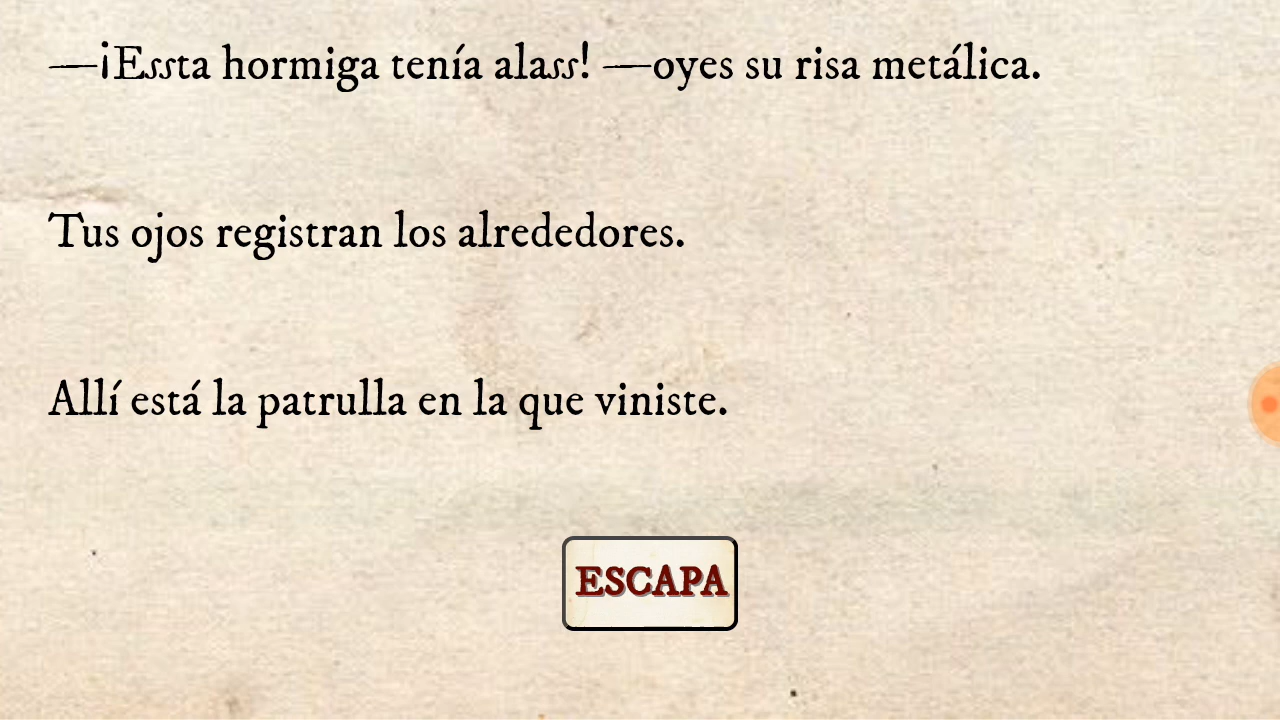 —¡Essta hormiga tenía alass! —oyes su risa metálica.
Tus ojos registran los alrededores.
Allí está la patrulla en la que viniste.
ESCAPA